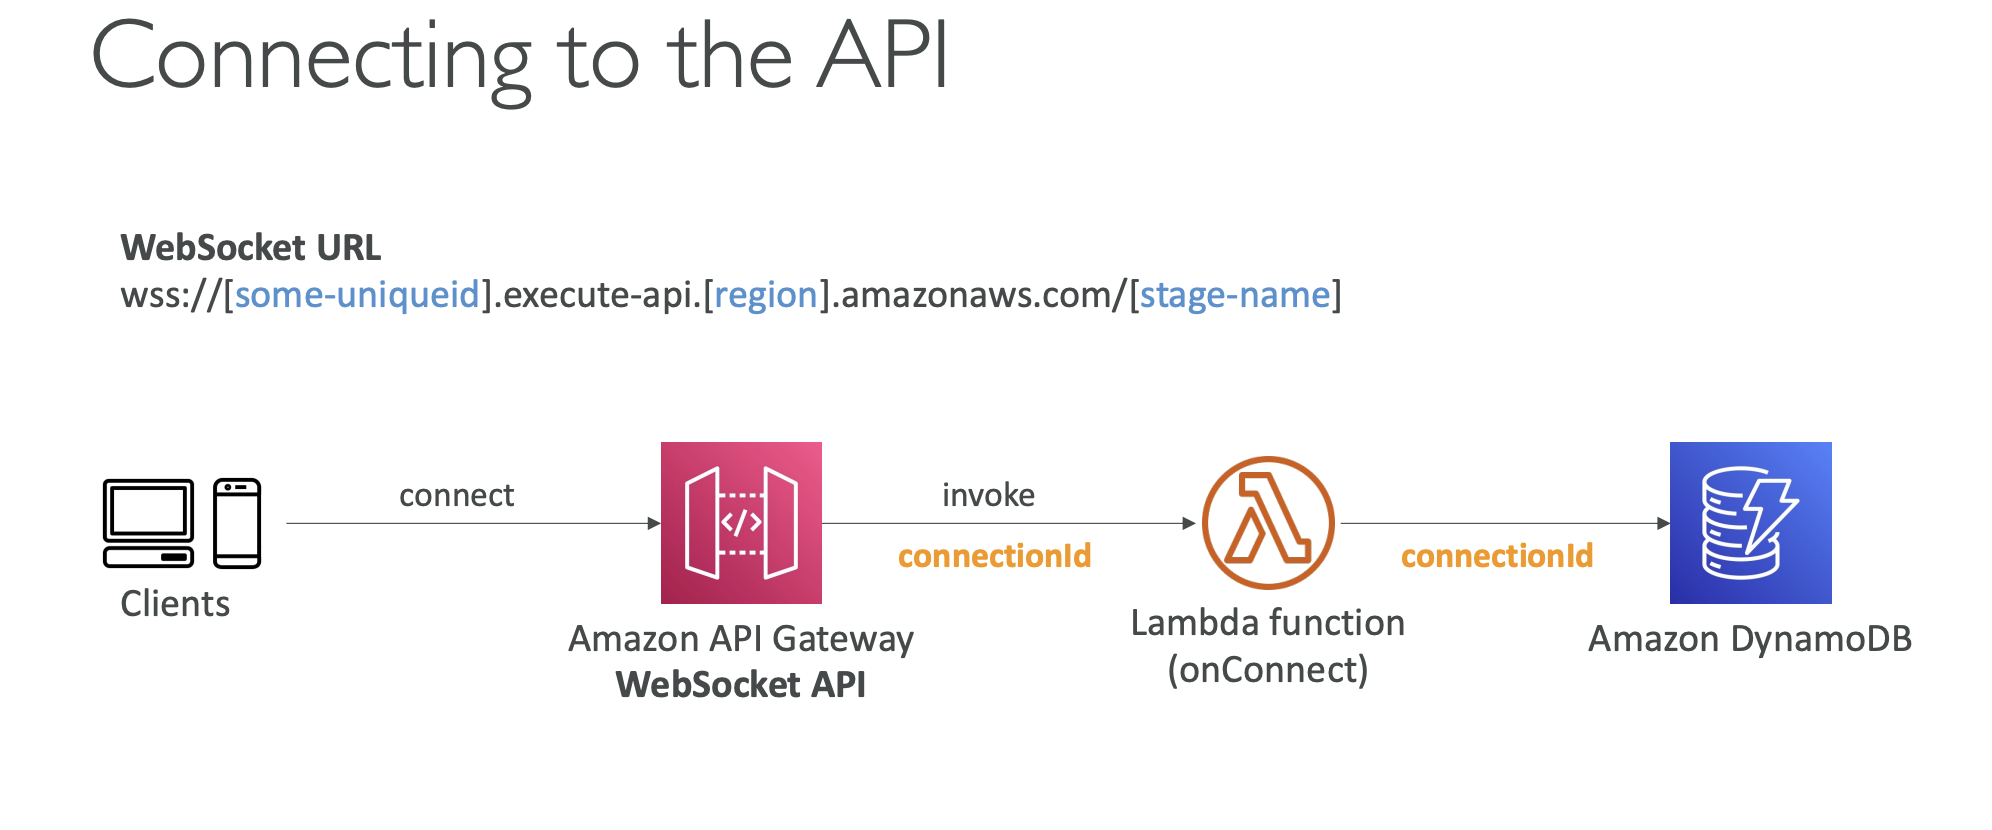 Connecting to the API
WebSocket URL
wss://[some-uniqueid].execute-api.[region].amazonaws.com/[stage-name]
connect
invoke
connectionId
connectionId
</>
Clients
Amazon API Gateway
WebSocket API
Lambda function
(onConnect)
Amazon DynamoDB